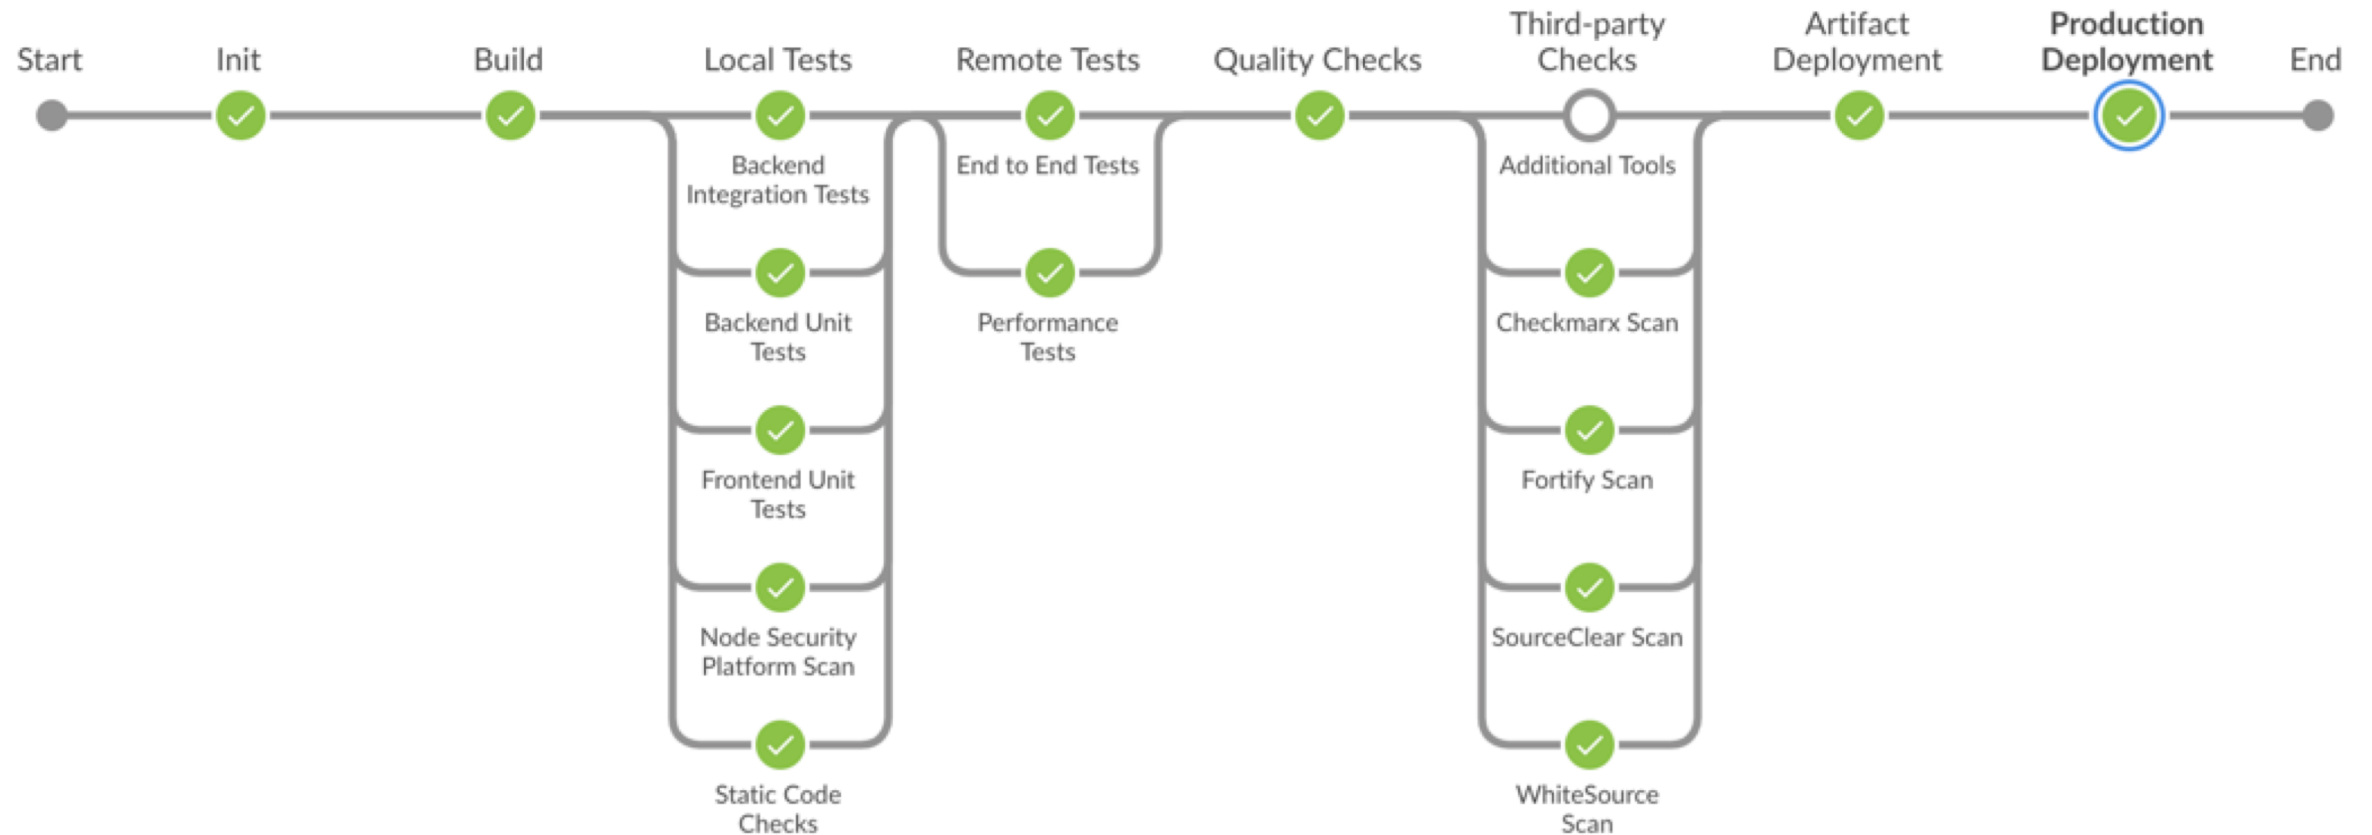 Start
Init
Build
Local Tests
Remote Tests
Quality Checks
Third-party
Checks
Artifact
Deployment
Production
Deployment
End
Backend
Integration Tests
End to End Tests
Additional Tools
Backend Unit
Tests
Performance
Tests
Checkmarx Scan
Frontend Unit
Tests
Fortify Scan
Node Security
Platform Scan
SourceClear Scan
Static Code
Checks
WhiteSource
Scan